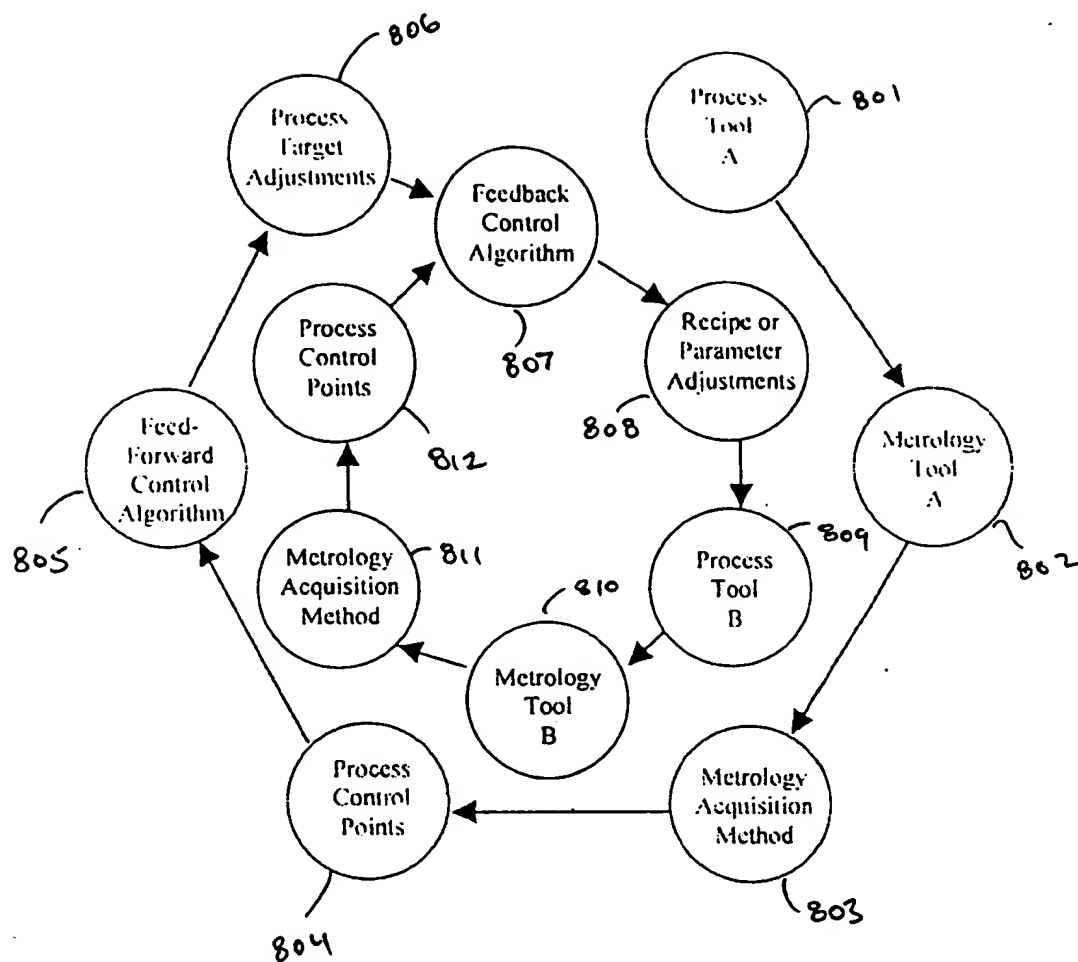 806
Process
Target
Adjustments
Process
Tool
A
801
Feedback
Control
Algorithm
807
Process
Control
Points
812
Recipe or
Parameter
Adjustments
808
Feed-
Forward
Control
Algorithm
805
Metrology
Tool
A
802
Metrology
Acquisition
Method
811
Process
Tool
B
809
810
Metrology
Tool
B
Process
Control
Points
804
Metrology
Acquisition
Method
803